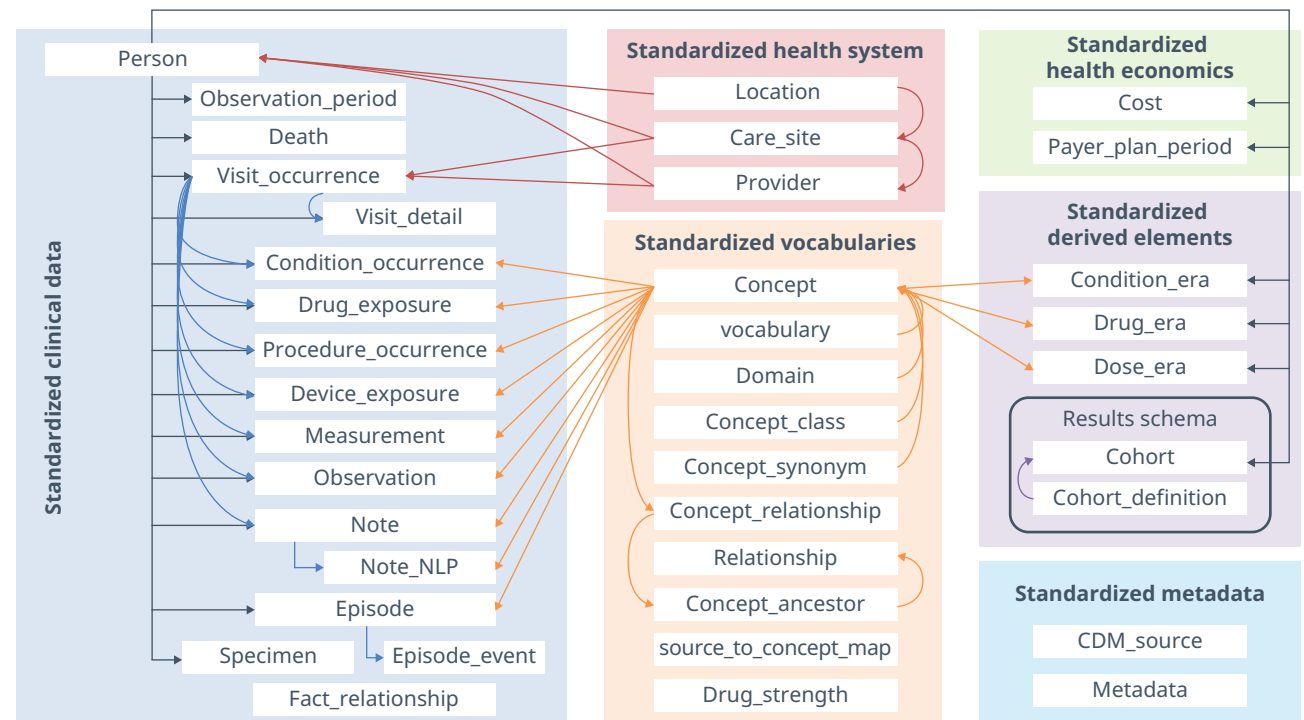 Standardized clinical data
Person
Observation_period
Death
Visit_occurrence
Visit_detail
Condition_occurrence
Drug_exposure
Procedure_occurrence
Device_exposure
Measurement
Observation
Note
Note_NLP
Episode
Specimen
Episode_event
Fact_relationship
Standardized health system
Location
Care_site
Provider
Standardized vocabularies
Concept
vocabulary
Domain
Concept_class
Concept_synonym
Concept_relationship
Relationship
Concept_ancestor
source_to_concept_map
Drug_strength
Standardized
health economics
Cost
Payer_plan_period
Standardized
derived elements
Condition_era
Drug_era
Dose_era
Results schema
Cohort
Cohort_definition
Standardized metadata
CDM_source
Metadata